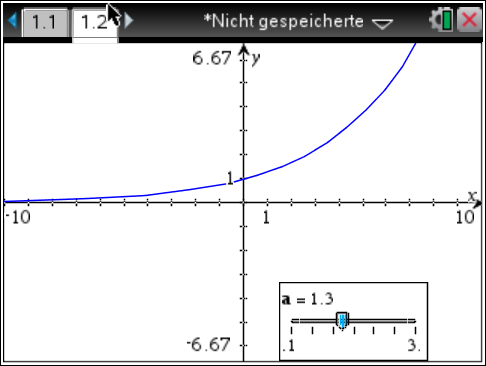 1.1 1.2 *Nicht gespeicherte
6.67 y
1
x
-10 1 10
a = 1.3
.1 3.
-6.67